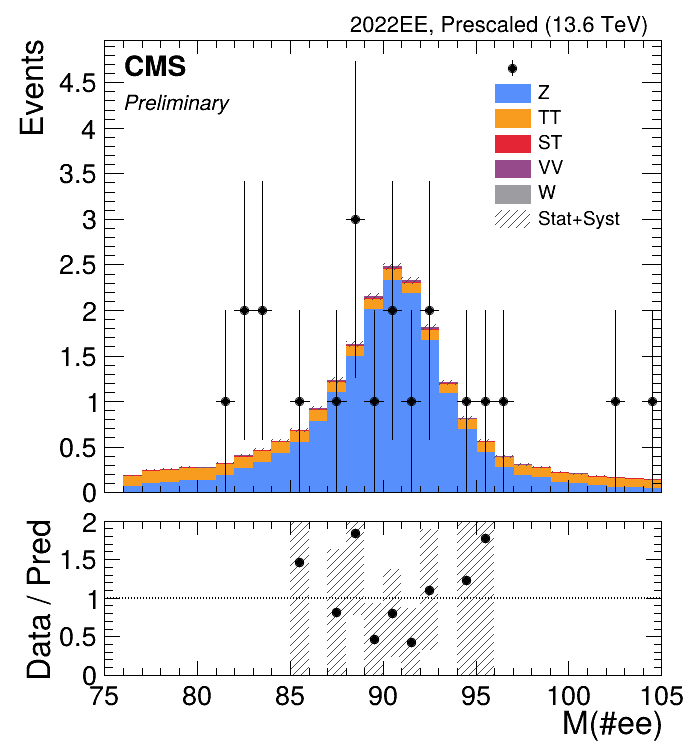 2022EE, Prescaled (13.6 TeV)
Events
CMS
Preliminary
Z
TT
ST
VV
W
Stat+Syst
4.5
4
3.5
3
2.5
2
1.5
1
0.5
0
Data / Pred
2
1.5
1
0.5
0
75 80 85 90 95 100 105
M(#ee)